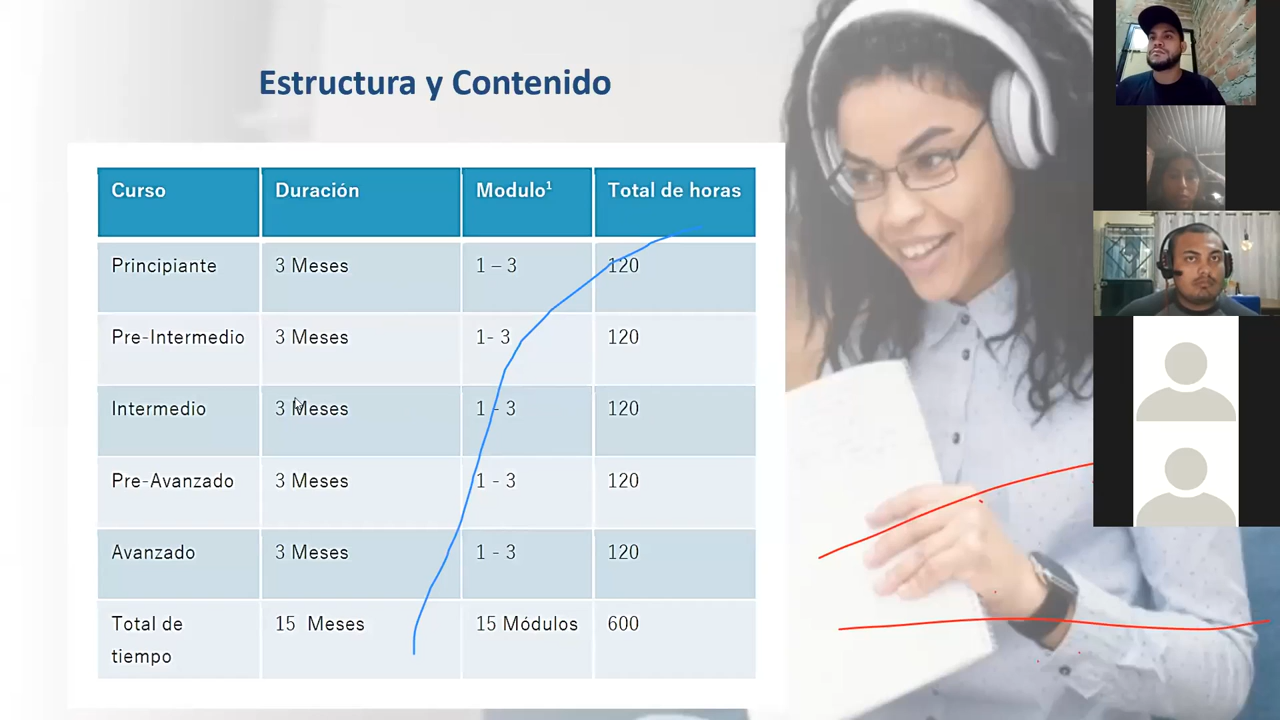 Estructura y Contenido
Curso Duración Modulo¹ Total de horas
Principiante 3 Meses 1 – 3 120
Pre-Intermedio 3 Meses 1- 3 120
Intermedio 3 Meses 1 - 3 120
Pre-Avanzado 3 Meses 1 - 3 120
Avanzado 3 Meses 1 - 3 120
Total de tiempo 15 Meses 15 Módulos 600